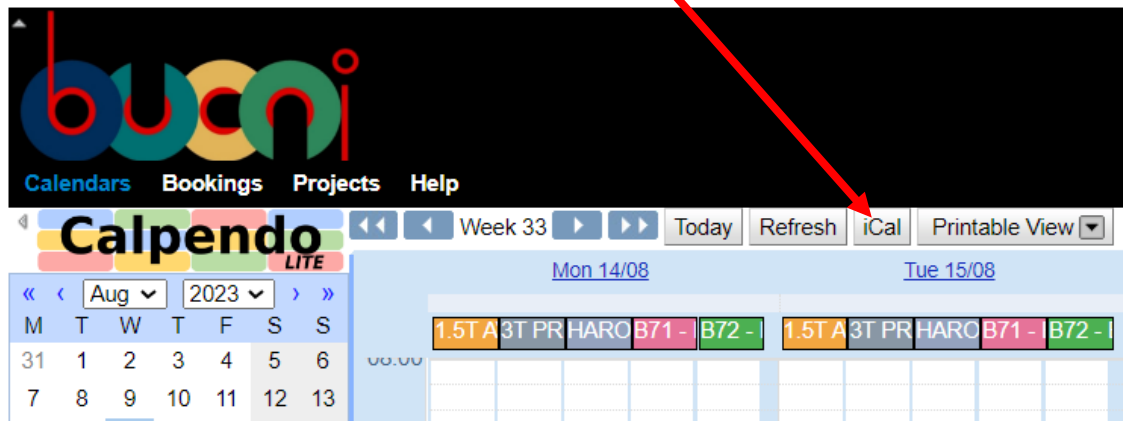 bucni
Calendars Bookings Projects Help
Calpendo
LITE
Week 33 Today Refresh iCal Printable View
Mon 14/08 Tue 15/08
« ‹ Aug 2023 › »
M T W T F S S
1.5T A 3T PR HARO B71 - B72 - 1.5T A 3T PR HARO B71 - B72 -
31 1 2 3 4 5 6
7 8 9 10 11 12 13